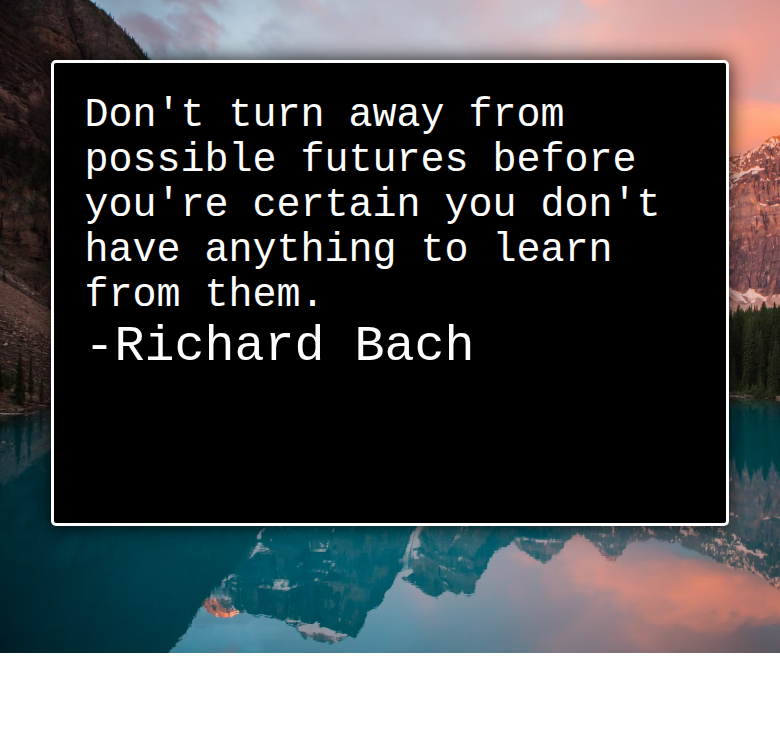 Don't turn away from
possible futures before
you're certain you don't
have anything to learn
from them.
-Richard Bach